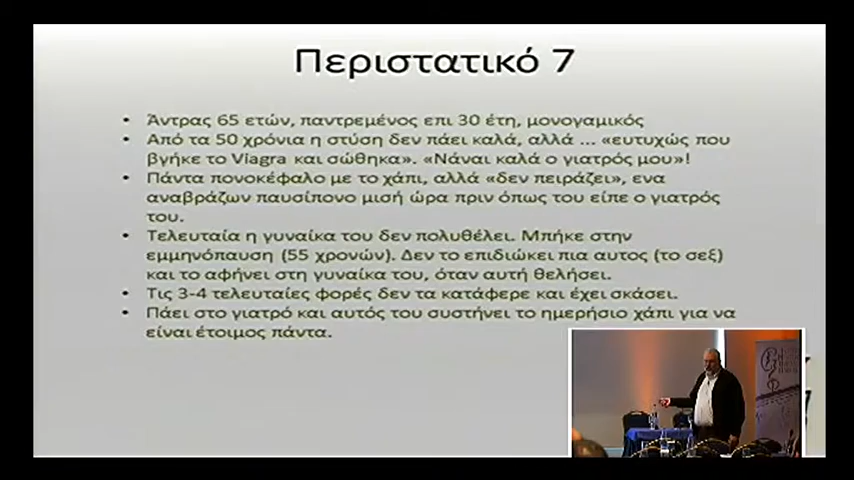 Περιστατικό 7
• Άντρας 65 ετών, παντρεμένος επι 30 έτη, μονογαμικός
• Από τα 50 χρόνια η στύση δεν πάει καλά, αλλά ... «ευτυχώς που
βγήκε το Viagra και σώθηκα». «Νάναι καλά ο γιατρός μου»!
• Πάντα πονοκέφαλο με το χάπι, αλλά «δεν πειράζει», ενα
αναβράζων παυσίπονο μισή ώρα πριν όπως του είπε ο γιατρός
του.
• Τελευταία η γυναίκα του δεν πολυθέλει. Μπήκε στην
εμμηνόπαυση (55 χρονών). Δεν το επιδιώκει πια αυτος (το σεξ)
και το αφήνει στη γυναίκα του, όταν αυτή θελήσει.
• Τις 3-4 τελευταίες φορές δεν τα κατάφερε και έχει σκάσει.
• Πάει στο γιατρό και αυτός του συστήνει το ημερήσιο χάπι για να
είναι έτοιμος πάντα.